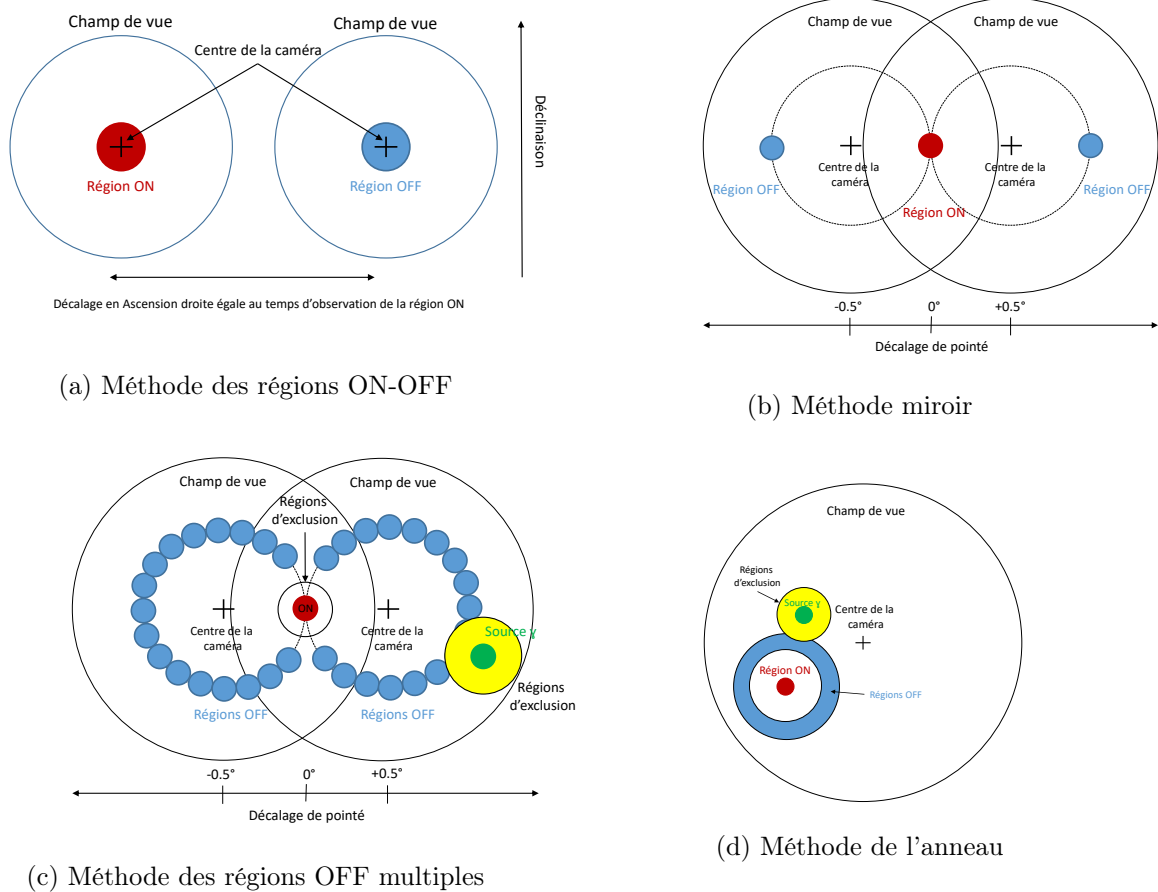 Champ de vue
Champ de vue
Centre de la caméra
Région ON
Région OFF
Déclinaison
Décalage en Ascension droite égale au temps d'observation de la région ON
(a) Méthode des régions ON-OFF
Champ de vue
Champ de vue
Centre de la
caméra
Centre de la
caméra
Région OFF
Région ON
Région OFF
-0.5°
0°
+0.5°
Décalage de pointé
(b) Méthode miroir
Champ de vue
Champ de vue
Régions
d'exclusion
ON
Centre de la
caméra
Centre de la
caméra
Source γ
Régions
d'exclusion
Régions OFF
Régions OFF
-0.5°
0°
+0.5°
Décalage de pointé
(c) Méthode des régions OFF multiples
Champ de vue
Régions
d'exclusion
Source γ
Centre de la
caméra
Région ON
Régions OFF
(d) Méthode de l'anneau